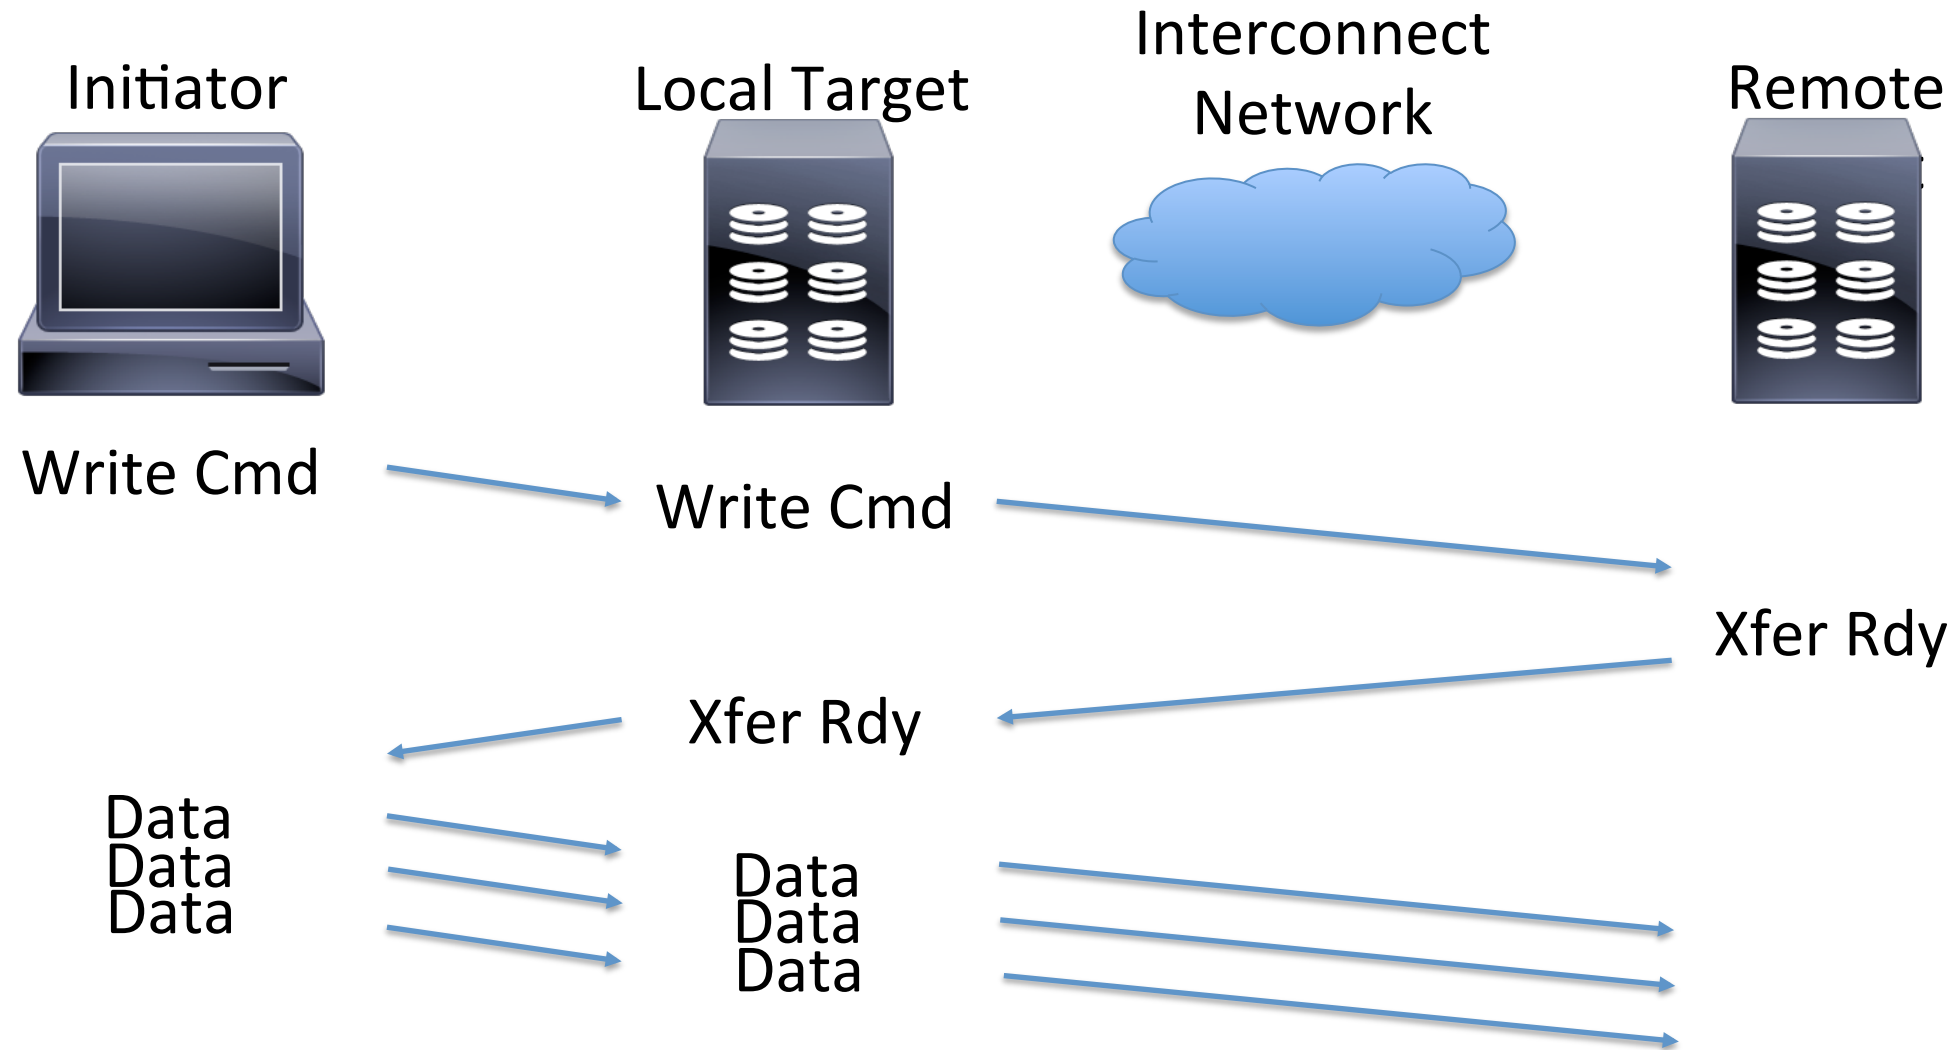 Initiator
Local Target
Interconnect
Network
Remote
Write Cmd
Write Cmd
Xfer Rdy
Xfer Rdy
Data
Data
Data
Data
Data
Data